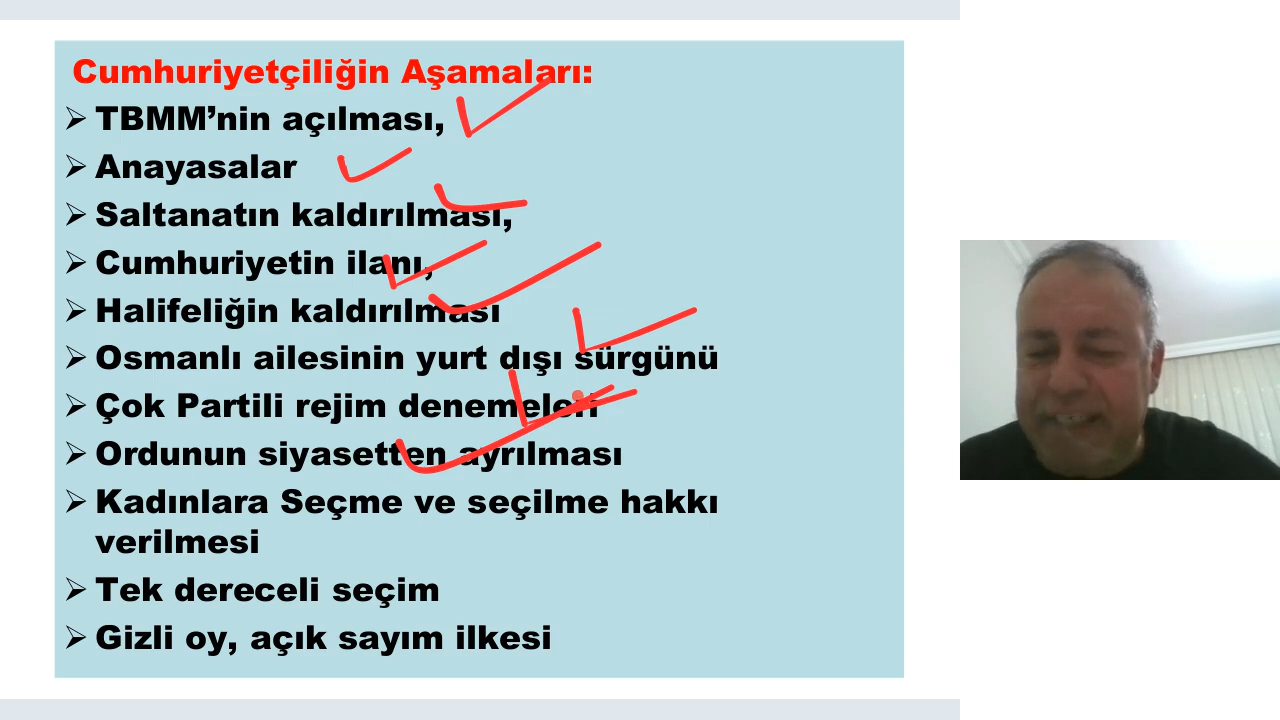 Cumhuriyetçiliğin Aşamaları:
⮚ TBMM’nin açılması,
⮚ Anayasalar
⮚ Saltanatın kaldırılması,
⮚ Cumhuriyetin ilanı,
⮚ Halifeliğin kaldırılması
⮚ Osmanlı ailesinin yurt dışı sürgünü
⮚ Çok Partili rejim denemeleri
⮚ Ordunun siyasetten ayrılması
⮚ Kadınlara Seçme ve seçilme hakkı
verilmesi
⮚ Tek dereceli seçim
⮚ Gizli oy, açık sayım ilkesi